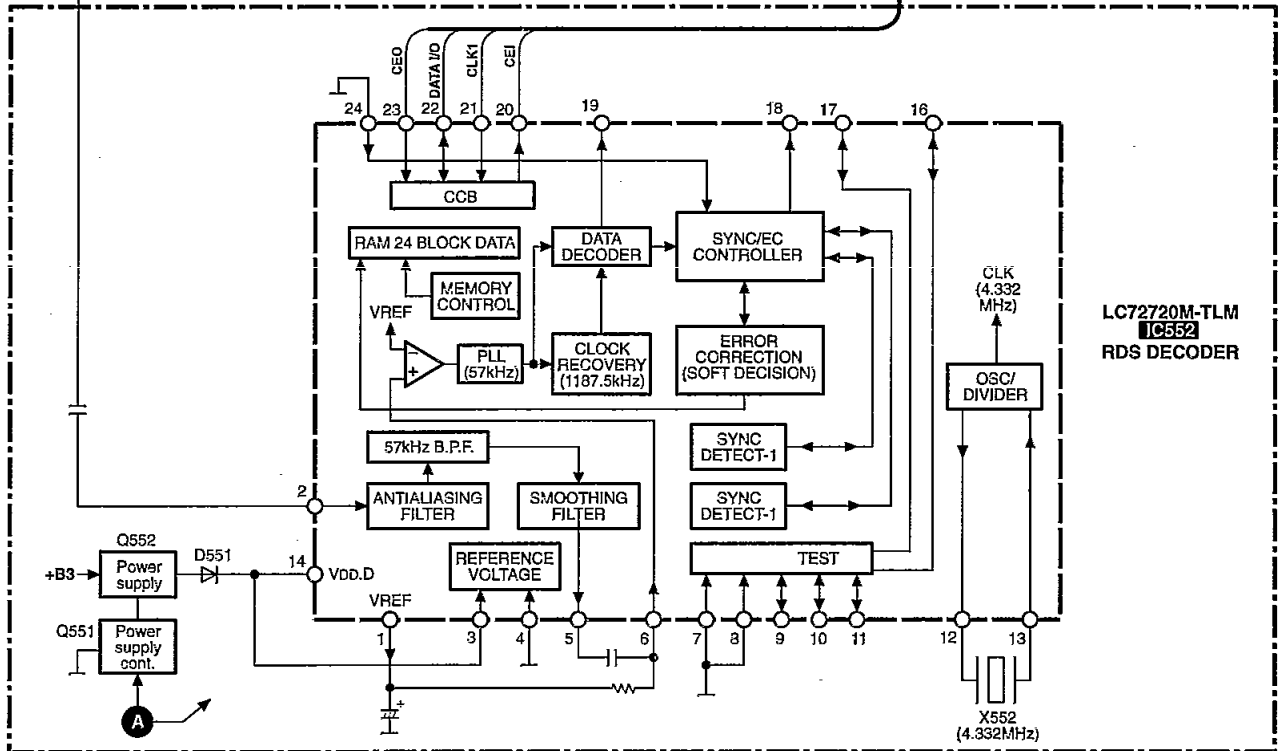 CEO
DATA I/O
CLK1
CEI
24
23
22
21
20
19
18
17
16
CCB
RAM 24 BLOCK DATA
MEMORY
CONTROL
DATA
DECODER
SYNC/EC
CONTROLLER
VREF
PLL
(57kHz)
CLOCK
RECOVERY
(1187.5kHz)
ERROR
CORRECTION
(SOFT DECISION)
CLK
(4.332
MHz)
OSC/
DIVIDER
LC72720M-TLM
IC552
RDS DECODER
57kHz B.P.F.
SYNC
DETECT-1
2
ANTIALIASING
FILTER
SMOOTHING
FILTER
SYNC
DETECT-1
Q552
D551
+B3
Power
supply
14
VDD.D
REFERENCE
VOLTAGE
TEST
VREF
Q551
Power
supply
cont.
1
3
4
5
6
7
8
9
10
11
12
13
+
A
X552
(4.332MHz)